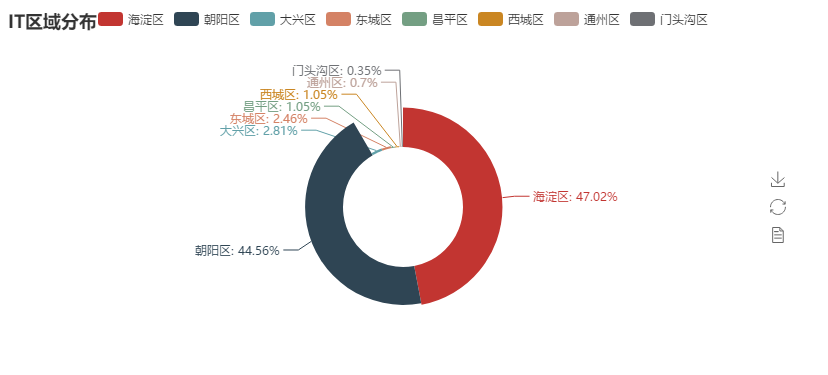 IT区域分布
海淀区
朝阳区
大兴区
东城区
昌平区
西城区
通州区
门头沟区
门头沟区: 0.35%
通州区: 0.7%
西城区: 1.05%
昌平区: 1.05%
东城区: 2.46%
大兴区: 2.81%
海淀区: 47.02%
朝阳区: 44.56%